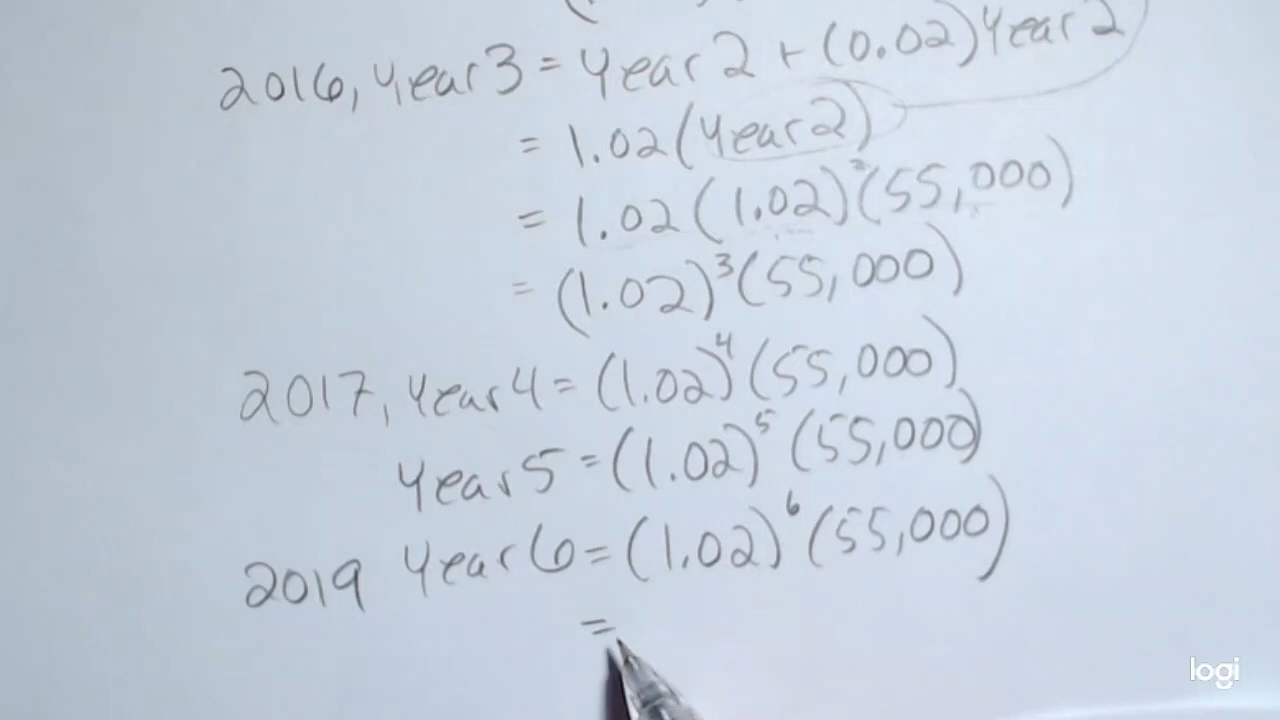 2016, Year 3 = Year 2 + (0.02) Year 2
= 1.02 (Year 2)
= 1.02 (1.02)² (55,000)
= (1.02)³ (55,000)
2017, Year 4 = (1.02)⁴ (55,000)
Year 5 = (1.02)⁵ (55,000)
2019 Year 6 = (1.02)⁶ (55,000)
=
logi